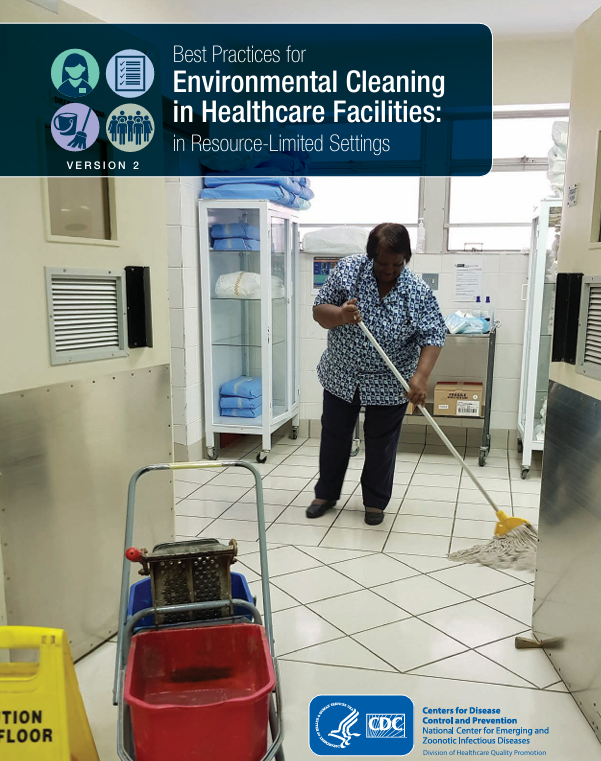 Best Practices for
Environmental Cleaning
in Healthcare Facilities:
in Resource-Limited Settings
VERSION 2
TION
FLOOR
CDC
Centers for Disease
Control and Prevention
National Center for Emerging and
Zoonotic Infectious Diseases
Division of Healthcare Quality Promotion